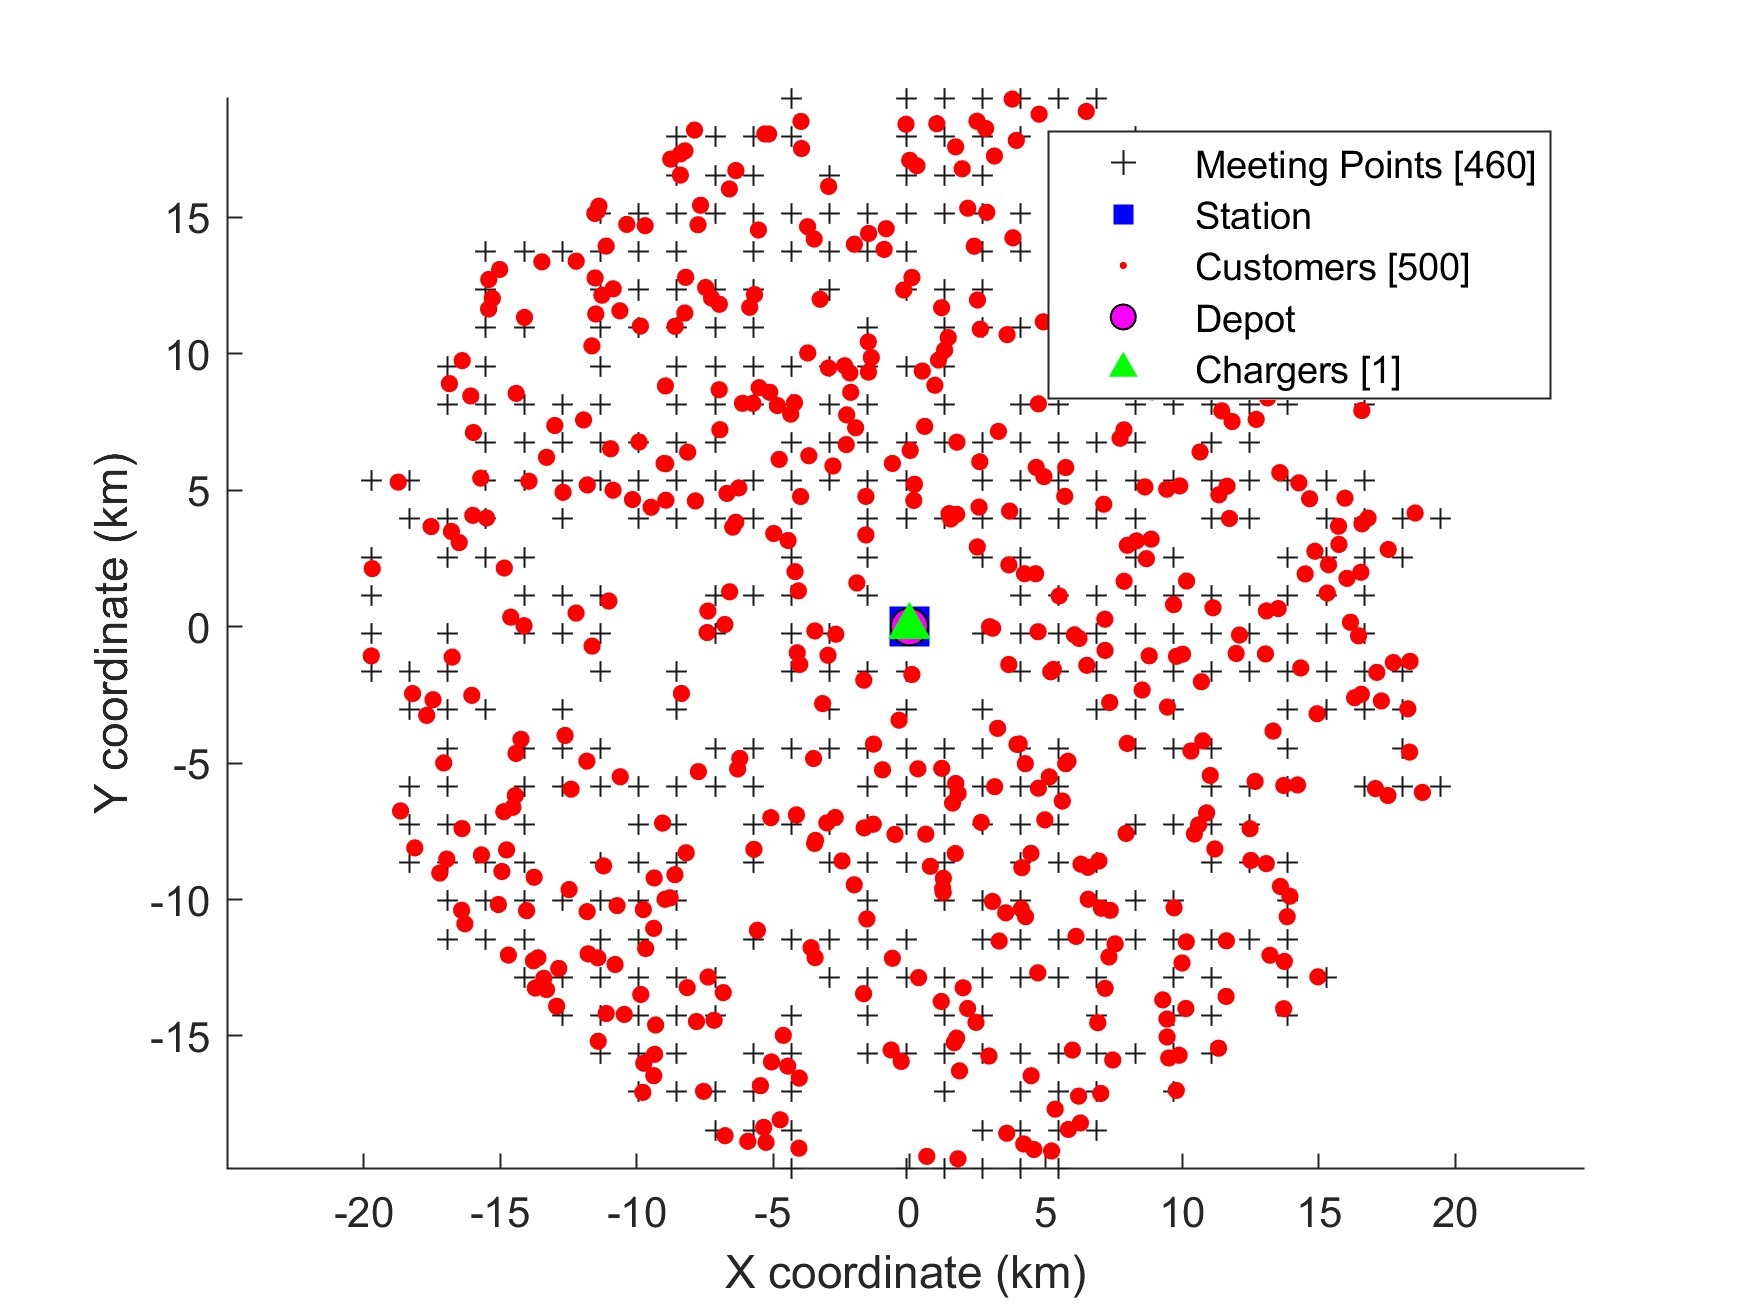 Meeting Points [460]
Station
Customers [500]
Depot
Chargers [1]
15
10
5
0
-5
-10
-15
Y coordinate (km)
-20 -15 -10 -5 0 5 10 15 20
X coordinate (km)